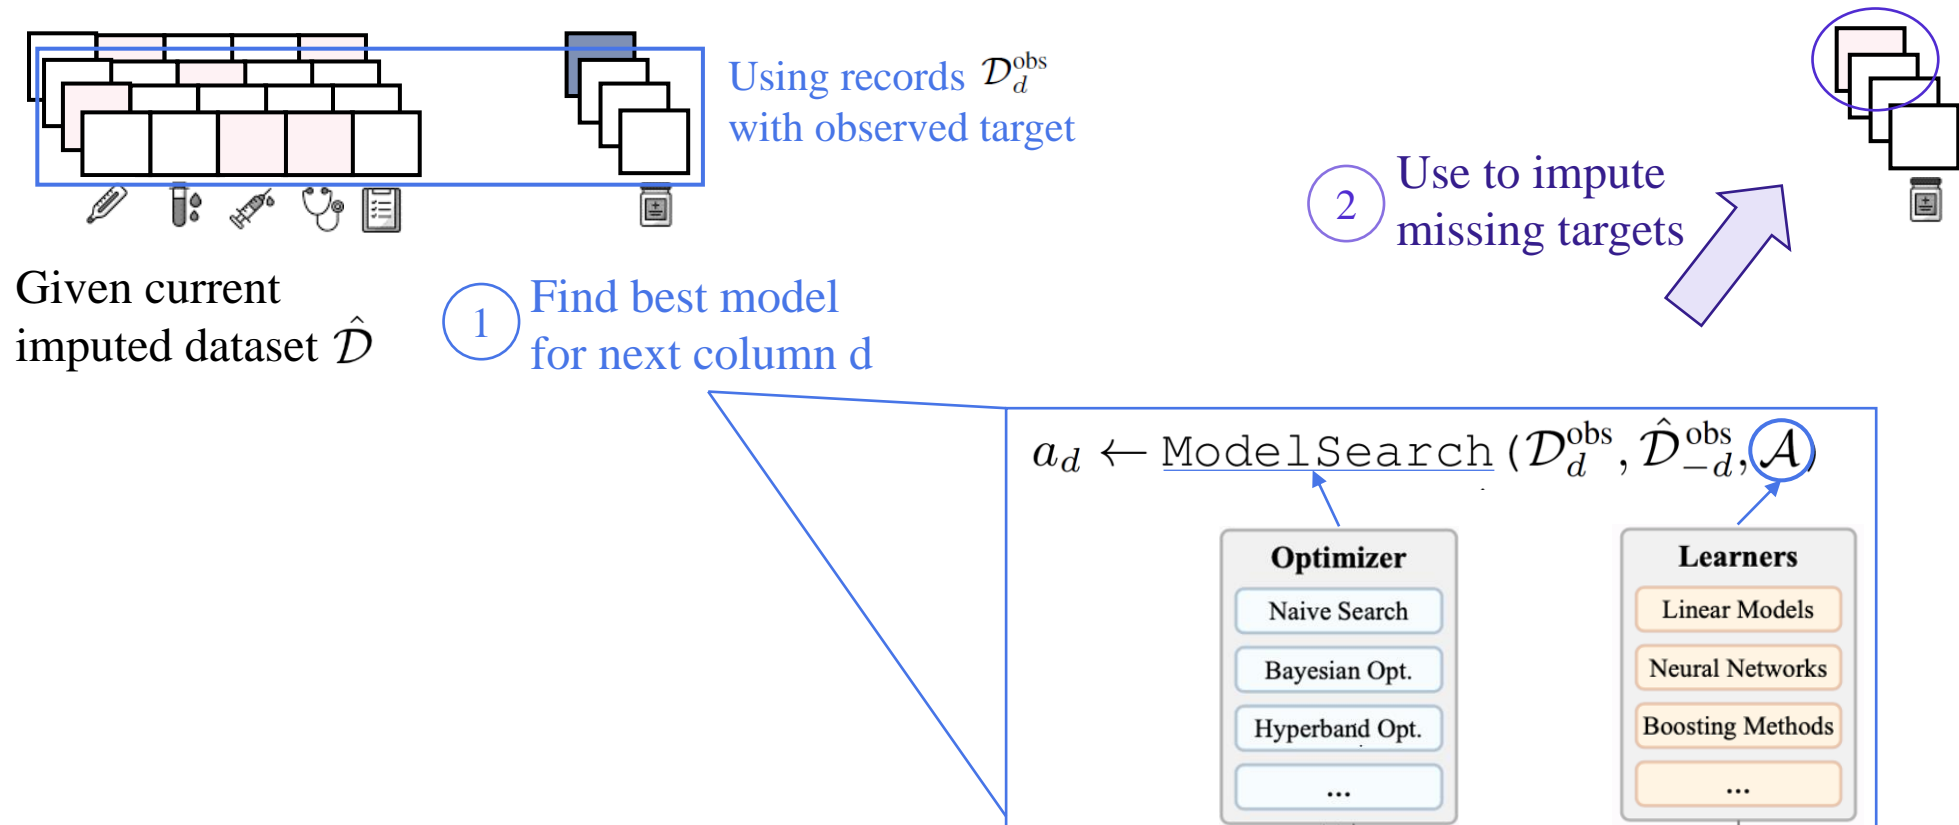 Using records $\mathcal{D}_d^{\text{obs}}$
with observed target
2
Use to impute
missing targets
Given current
imputed dataset $\hat{\mathcal{D}}$
1
Find best model
for next column d
$a_d \leftarrow$ ModelSearch $(\mathcal{D}_d^{\text{obs}}, \hat{\mathcal{D}}_{-d}^{\text{obs}}, \mathcal{A})$
Optimizer
Naive Search
Bayesian Opt.
Hyperband Opt.
...
Learners
Linear Models
Neural Networks
Boosting Methods
...